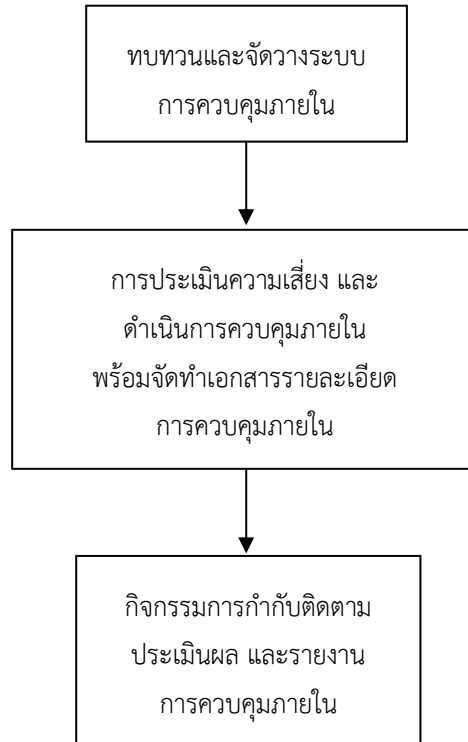 ทบทวนและจัดวางระบบ
การควบคุมภายใน
การประเมินความเสี่ยง และ
ดำเนินการควบคุมภายใน
พร้อมจัดทำเอกสารรายละเอียด
การควบคุมภายใน
กิจกรรมการกำกับติดตาม
ประเมินผล และรายงาน
การควบคุมภายใน